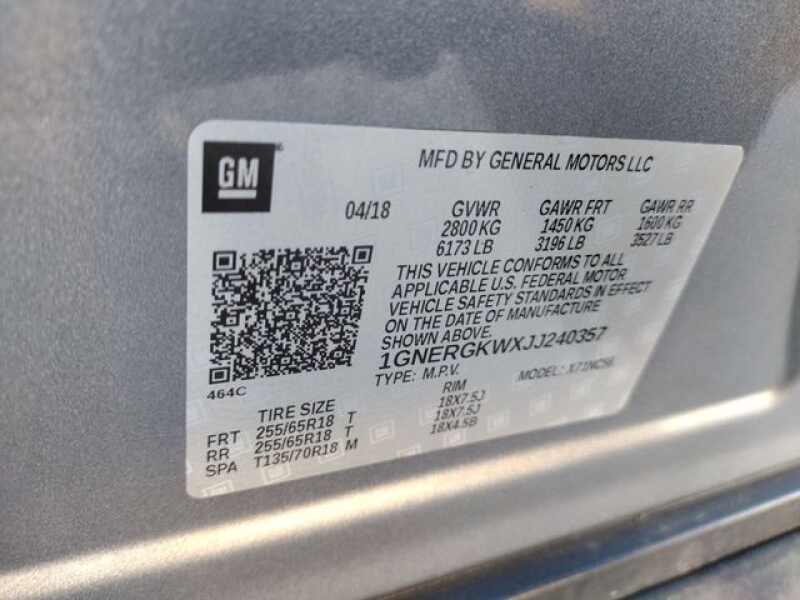 GM
MFD BY GENERAL MOTORS LLC
04/18 GVWR GAWR FRT GAWR RR
2800 KG 1450 KG 1600 KG
6173 LB 3196 LB 3527 LB
THIS VEHICLE CONFORMS TO ALL
APPLICABLE U.S. FEDERAL MOTOR
VEHICLE SAFETY STANDARDS IN EFFECT
ON THE DATE OF MANUFACTURE
SHOWN ABOVE.
1GNERGKWXJJ240357
TYPE: M.P.V. MODEL:
464C
TIRE SIZE RIM
FRT 255/65R18 T 18X7.5J
RR 255/65R18 T 18X7.5J
SPA T135/70R18 M 18X4.5B